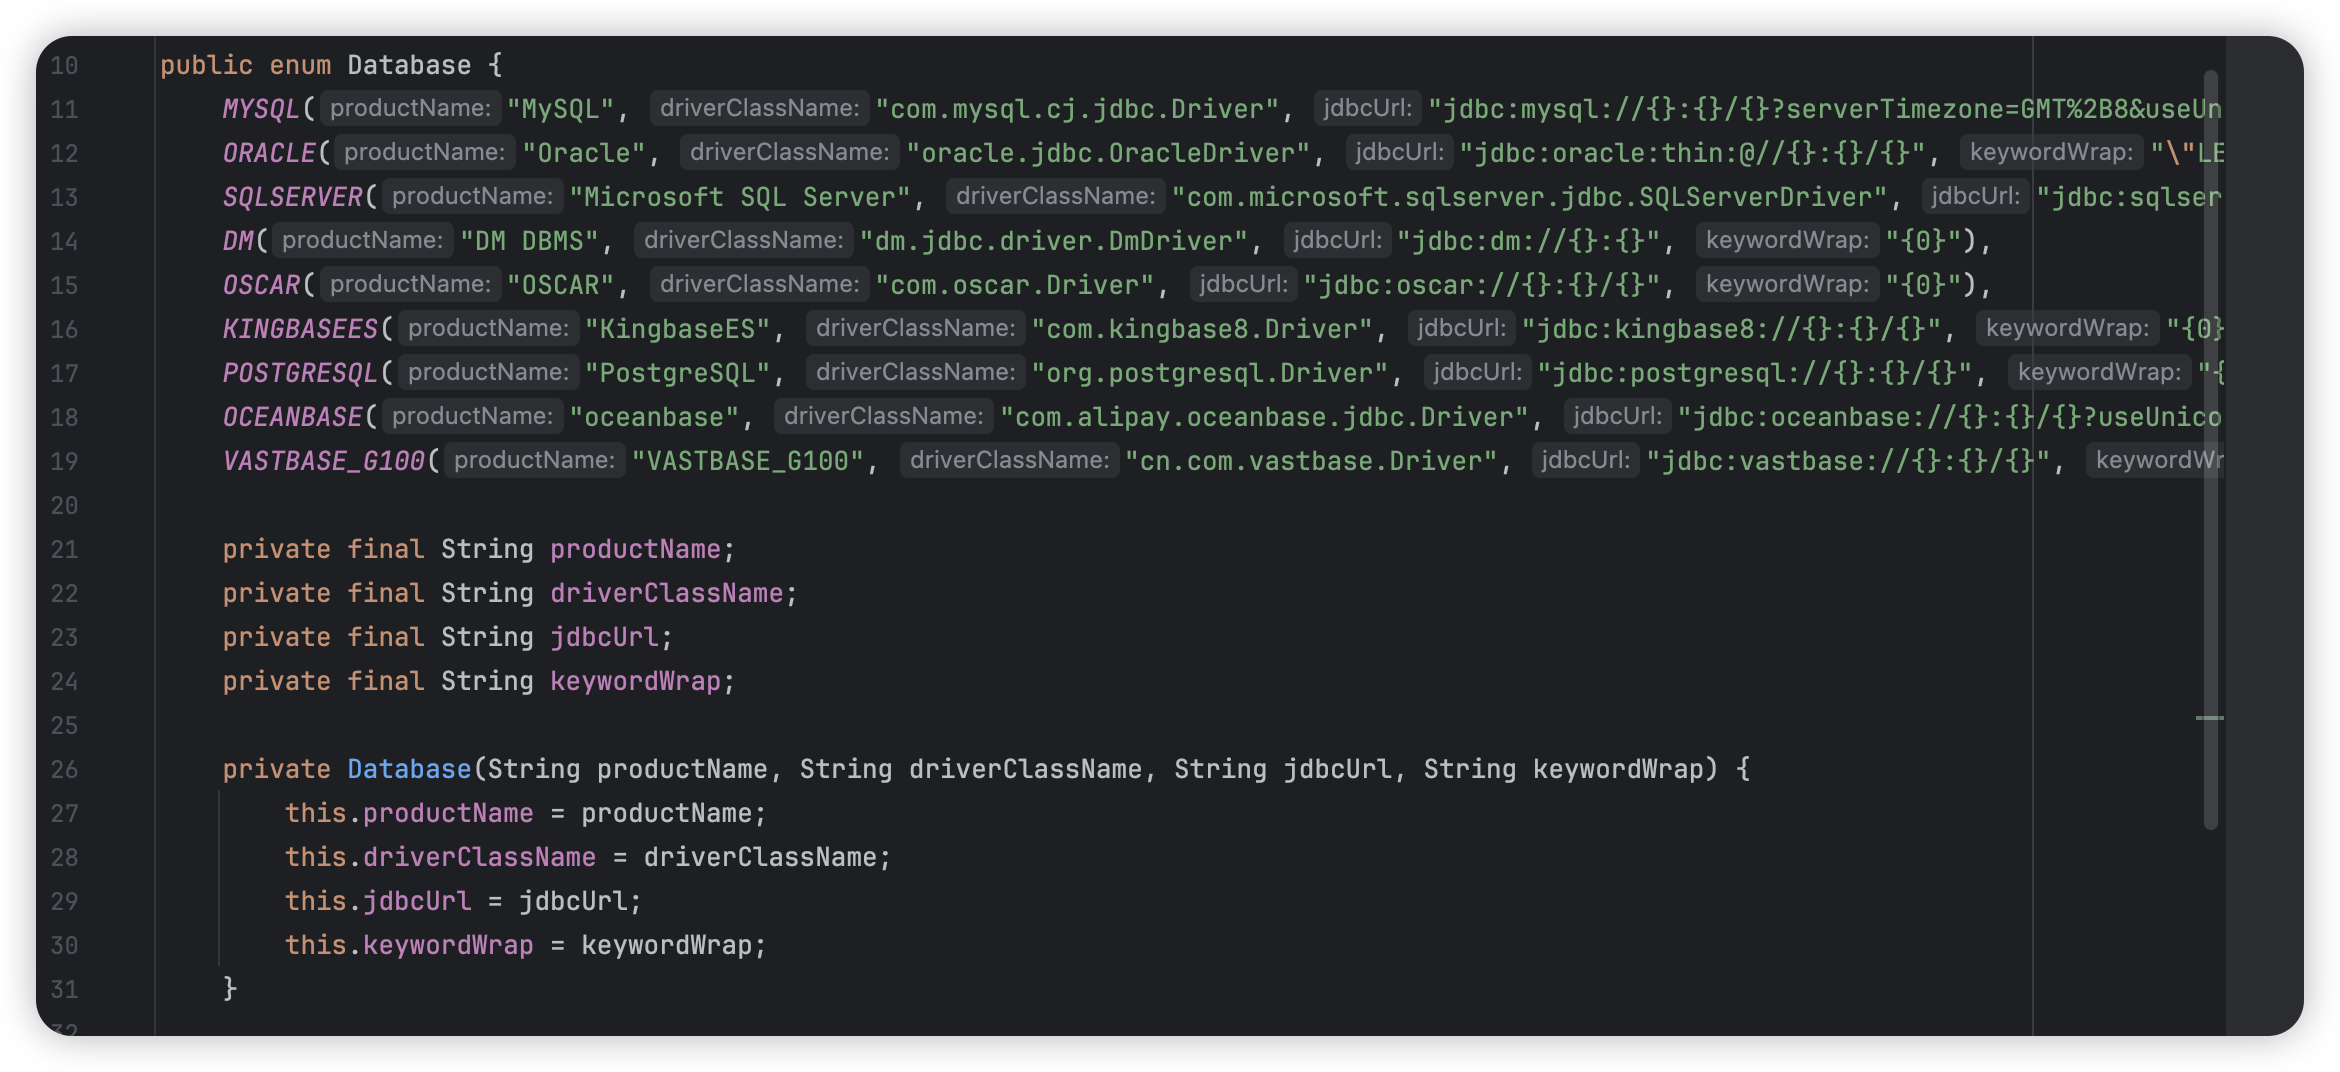 10 public enum Database {
11 MYSQL( productName: "MySQL", driverClassName: "com.mysql.cj.jdbc.Driver", jdbcUrl: "jdbc:mysql://{}:{}/{}?serverTimezone=GMT%2B8&useUn
12 ORACLE( productName: "Oracle", driverClassName: "oracle.jdbc.OracleDriver", jdbcUrl: "jdbc:oracle:thin:@//{}:{}/{}", keywordWrap: "\"LE
13 SQLSERVER( productName: "Microsoft SQL Server", driverClassName: "com.microsoft.sqlserver.jdbc.SQLServerDriver", jdbcUrl: "jdbc:sqlser
14 DM( productName: "DM DBMS", driverClassName: "dm.jdbc.driver.DmDriver", jdbcUrl: "jdbc:dm://{}:{}", keywordWrap: "{0}"),
15 OSCAR( productName: "OSCAR", driverClassName: "com.oscar.Driver", jdbcUrl: "jdbc:oscar://{}:{}/{}", keywordWrap: "{0}"),
16 KINGBASEES( productName: "KingbaseES", driverClassName: "com.kingbase8.Driver", jdbcUrl: "jdbc:kingbase8://{}:{}/{}", keywordWrap: "{0}
17 POSTGRESQL( productName: "PostgreSQL", driverClassName: "org.postgresql.Driver", jdbcUrl: "jdbc:postgresql://{}:{}/{}", keywordWrap: "{
18 OCEANBASE( productName: "oceanbase", driverClassName: "com.alipay.oceanbase.jdbc.Driver", jdbcUrl: "jdbc:oceanbase://{}:{}/{}?useUnico
19 VASTBASE_G100( productName: "VASTBASE_G100", driverClassName: "cn.com.vastbase.Driver", jdbcUrl: "jdbc:vastbase://{}:{}/{}", keywordWr
20
21 private final String productName;
22 private final String driverClassName;
23 private final String jdbcUrl;
24 private final String keywordWrap;
25
26 private Database(String productName, String driverClassName, String jdbcUrl, String keywordWrap) {
27 this.productName = productName;
28 this.driverClassName = driverClassName;
29 this.jdbcUrl = jdbcUrl;
30 this.keywordWrap = keywordWrap;
31 }
32